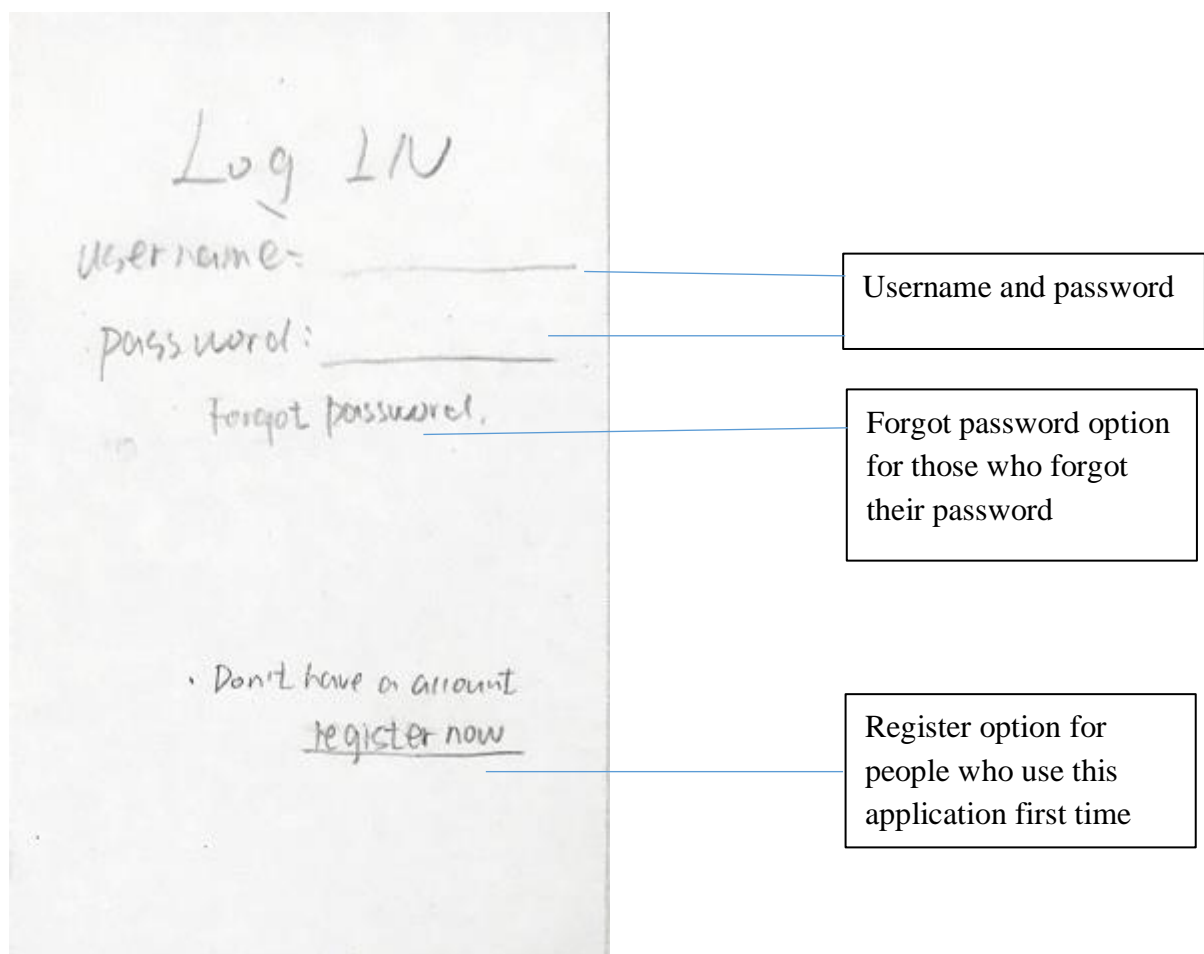 Log IN
username:
password:
Forgot password.
. Don't have a account
register now
Username and password
Forgot password option
for those who forgot
their password
Register option for
people who use this
application first time